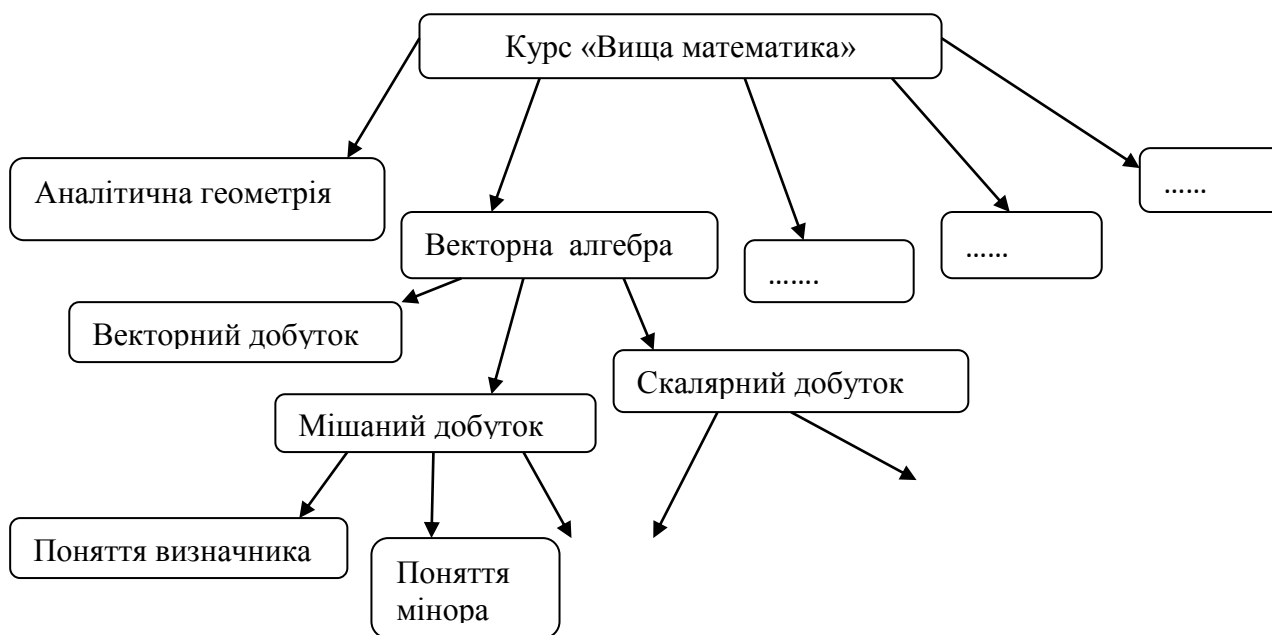 Курс «Вища математика»
Аналітична геометрія
Векторна алгебра
…….
……
……
Векторний добуток
Скалярний добуток
Мішаний добуток
Поняття визначника
Поняття
мінора